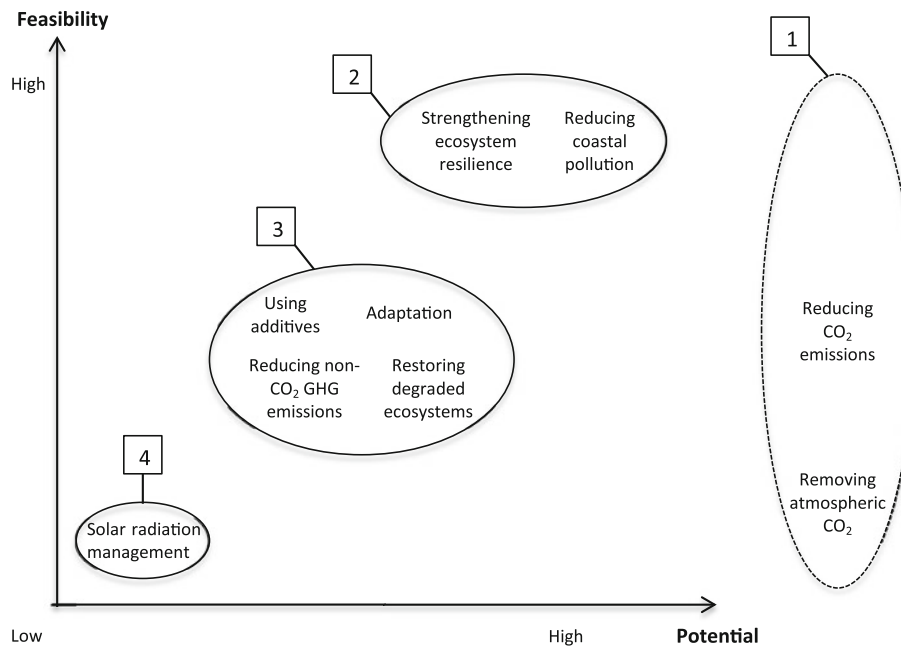 Feasibility
High
1
2
Strengthening
ecosystem
resilience
Reducing
coastal
pollution
3
Using
additives
Adaptation
Reducing non-
CO₂ GHG
emissions
Restoring
degraded
ecosystems
Reducing
CO₂
emissions
4
Solar radiation
management
Removing
atmospheric
CO₂
Low
High
Potential